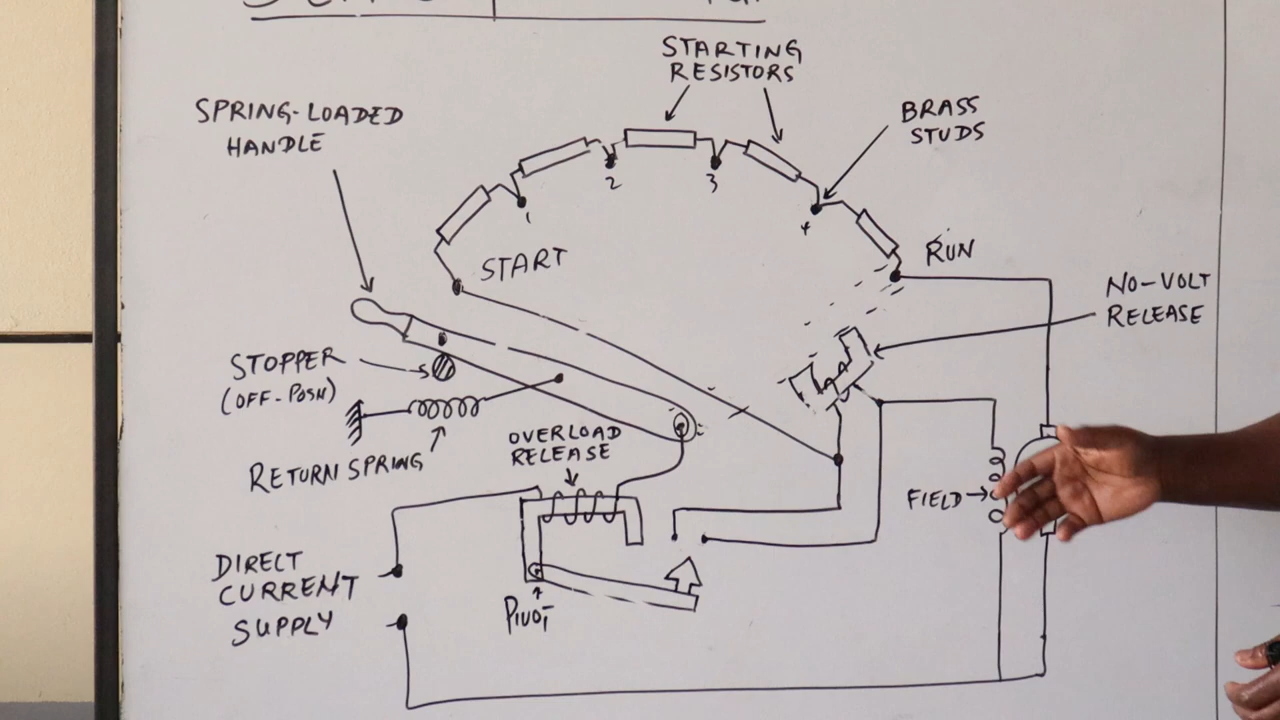 STARTING
RESISTORS
SPRING-LOADED
HANDLE
BRASS
STUDS
1
2
3
4
START
RUN
NO-VOLT
RELEASE
STOPPER
(OFF-POSN)
RETURN SPRING
OVERLOAD
RELEASE
FIELD
DIRECT
CURRENT
SUPPLY
PIVOT